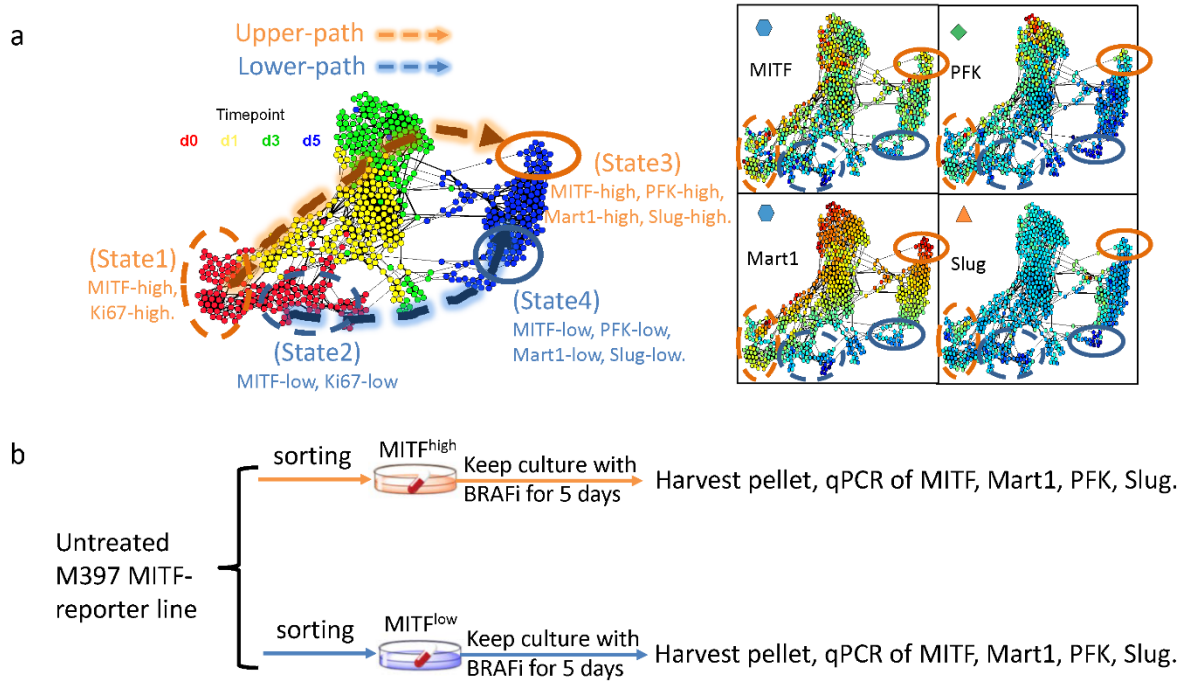 a
Upper-path
Lower-path
Timepoint
d0 d1 d3 d5
(State1)
MITF-high,
Ki67-high.
(State2)
MITF-low, Ki67-low
(State3)
MITF-high, PFK-high,
Mart1-high, Slug-high.
(State4)
MITF-low, PFK-low,
Mart1-low, Slug-low.
MITF
PFK
Mart1
Slug
b
Untreated
M397 MITF-
reporter line
sorting
MITFhigh
Keep culture with
BRAFi for 5 days
Harvest pellet, qPCR of MITF, Mart1, PFK, Slug.
sorting
MITFlow
Keep culture with
BRAFi for 5 days
Harvest pellet, qPCR of MITF, Mart1, PFK, Slug.